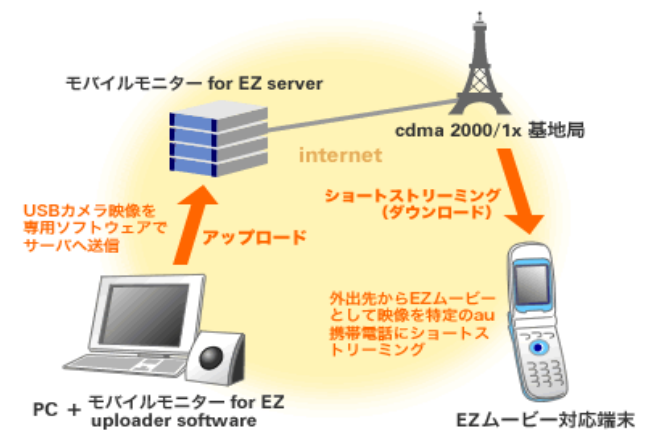 モバイルモニター for EZ server
cdma 2000/1x 基地局
internet
ショートストリーミング
（ダウンロード）
USBカメラ映像を
専用ソフトウェアで
サーバへ送信
アップロード
外出先からEZムービー
として映像を特定のau
携帯電話にショートス
トリーミング
PC + モバイルモニター for EZ
uploader software
EZムービー対応端末